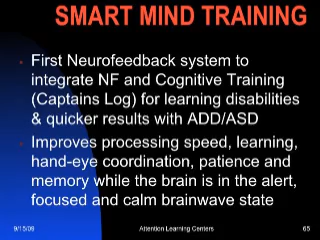 SMART MIND TRAINING
First Neurofeedback system to
integrate NF and Cognitive Training
(Captains Log) for learning disabilities
& quicker results with ADD/ASD
Improves processing speed, learning,
hand-eye coordination, patience and
memory while the brain is in the alert,
focused and calm brainwave state
9/15/09 Attention Learning Centers 65